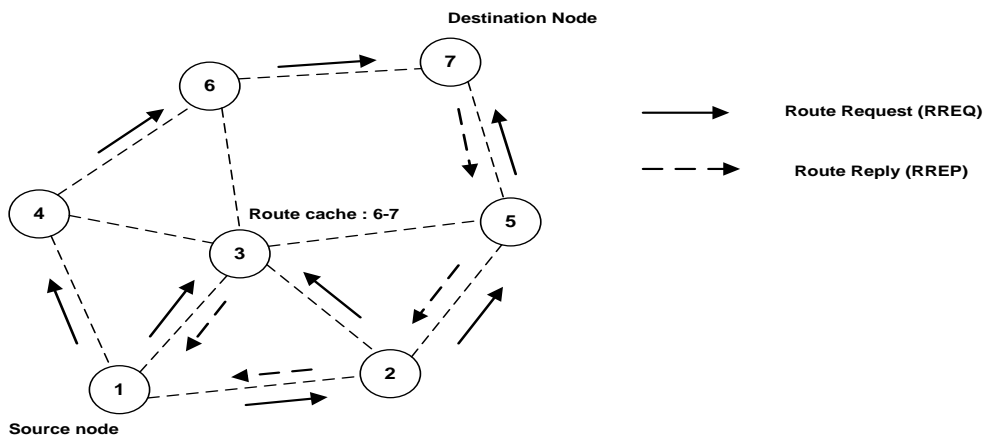 Destination Node
7
6
Route Request (RREQ)
Route Reply (RREP)
4
Route cache : 6-7
5
3
2
1
Source node